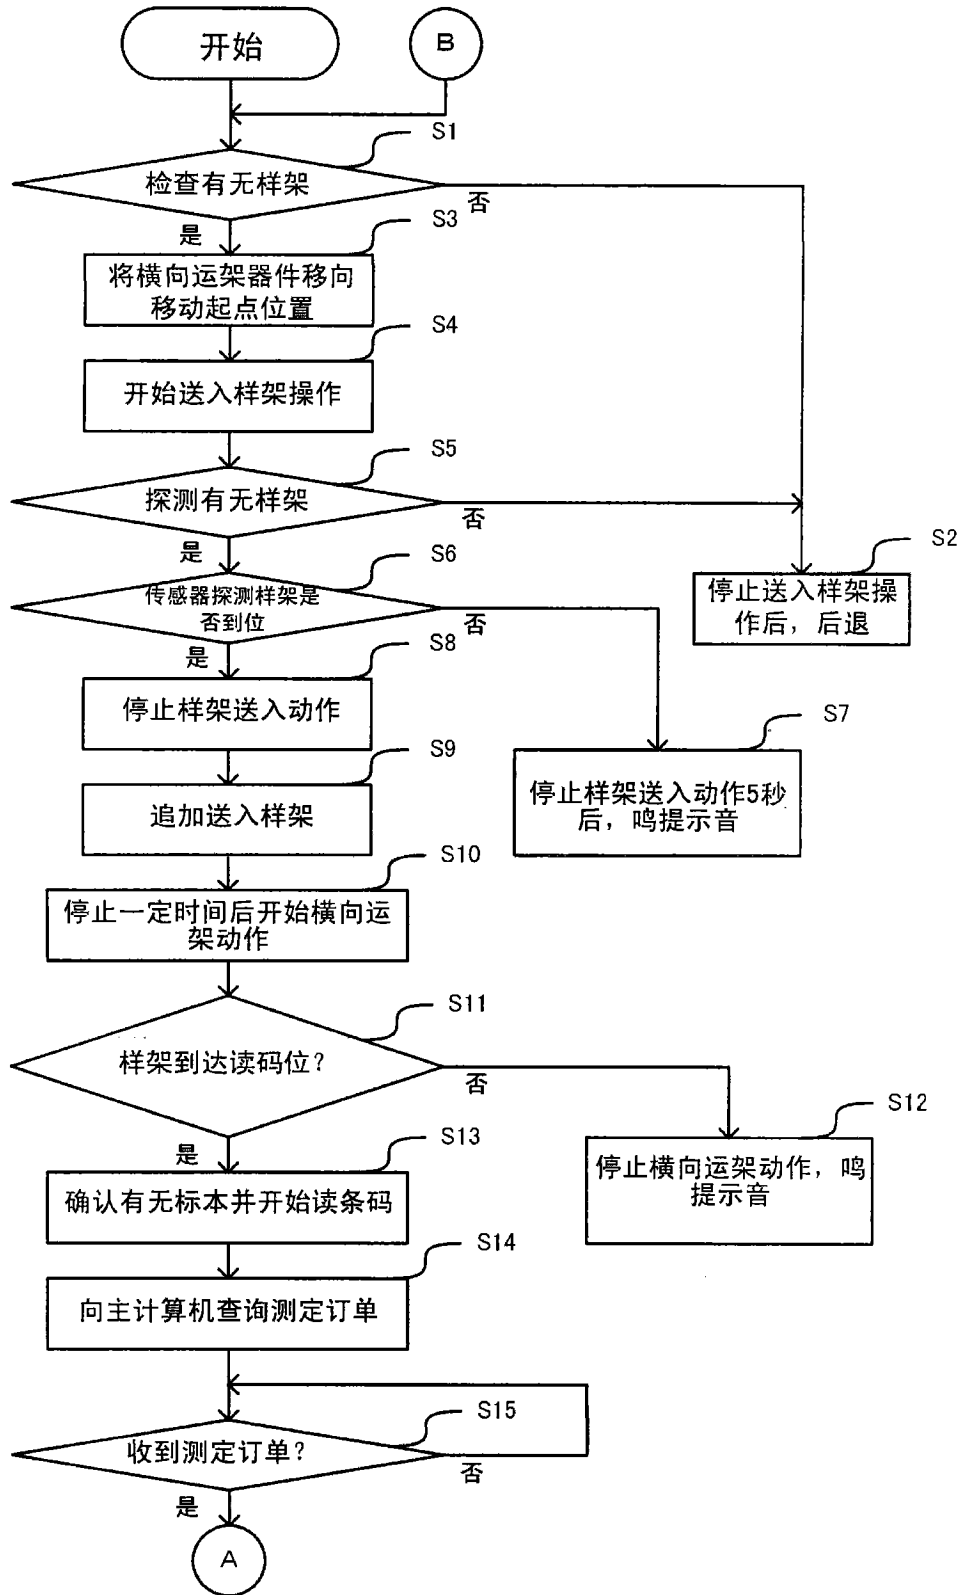 开始
B
S1
检查有无样架
否
是
S3
将横向运架器件移向
移动起点位置
S4
开始送入样架操作
S5
探测有无样架
否
是
S6
传感器探测样架是
否到位
否
是
S2
停止送入样架操
作后，后退
S8
停止样架送入动作
S7
停止样架送入动作5秒
后，鸣提示音
S9
追加送入样架
S10
停止一定时间后开始横向运
架动作
S11
样架到达读码位？
否
是
S12
停止横向运架动作，鸣
提示音
S13
确认有无标本并开始读条码
S14
向主计算机查询测定订单
S15
收到测定订单？
否
是
A